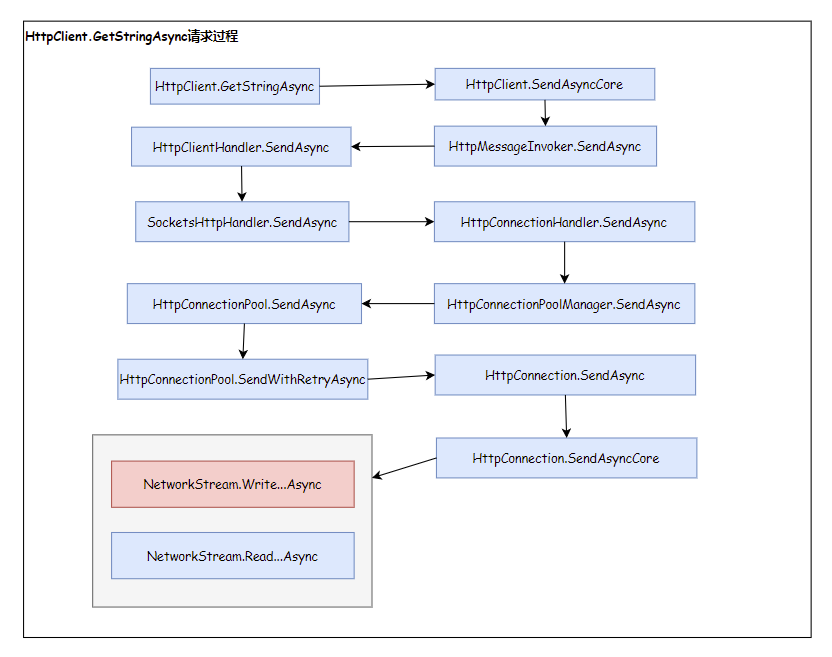 HttpClient.GetStringAsync请求过程
HttpClient.GetStringAsync
HttpClient.SendAsyncCore
HttpMessageInvoker.SendAsync
HttpClientHandler.SendAsync
SocketsHttpHandler.SendAsync
HttpConnectionHandler.SendAsync
HttpConnectionPoolManager.SendAsync
HttpConnectionPool.SendAsync
HttpConnectionPool.SendWithRetryAsync
HttpConnection.SendAsync
HttpConnection.SendAsyncCore
NetworkStream.Write...Async
NetworkStream.Read...Async